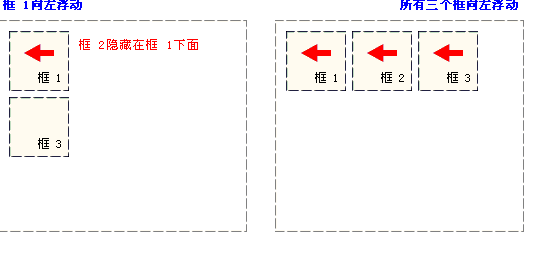 框 1向左浮动
所有三个框向左浮动
框 2隐藏在框 1下面
框 1
框 3
框 1
框 2
框 3